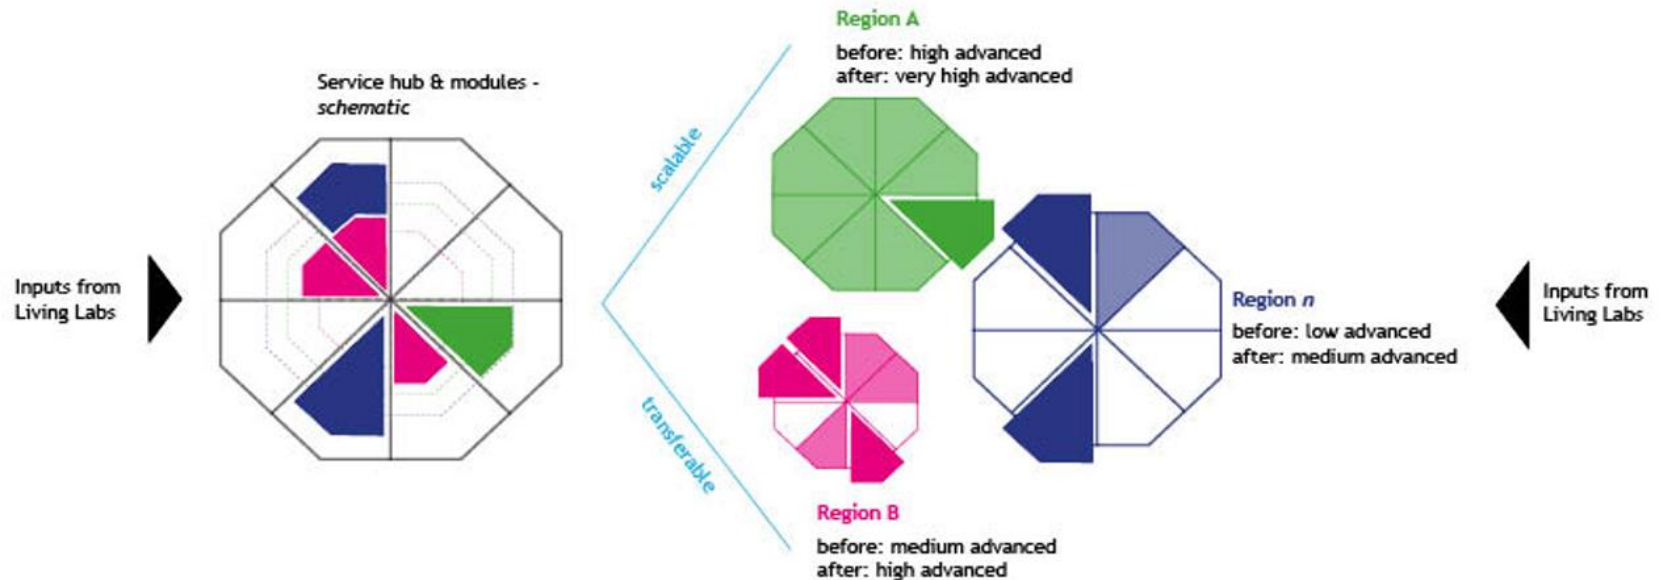 Region A
before: high advanced
after: very high advanced
Service hub & modules -
schematic
scalable
Inputs from
Living Labs
Region n
before: low advanced
after: medium advanced
Inputs from
Living Labs
transferable
Region B
before: medium advanced
after: high advanced